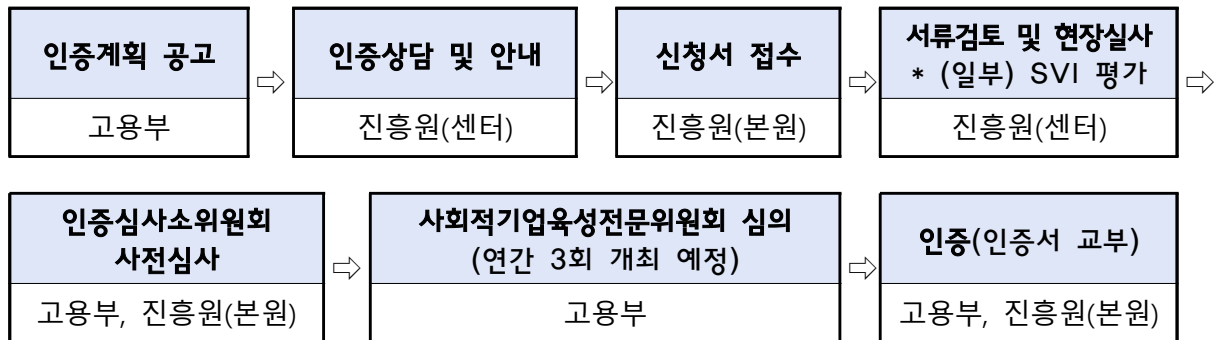 인증계획 공고
⇨
인증상담 및 안내
⇨
신청서 접수
⇨
서류검토 및 현장실사
* (일부) SVI 평가
⇨
고용부
진흥원(센터)
진흥원(본원)
진흥원(센터)
인증심사소위원회
사전심사
⇨
사회적기업육성전문위원회 심의
(연간 3회 개최 예정)
⇨
인증(인증서 교부)
고용부, 진흥원(본원)
고용부
고용부, 진흥원(본원)